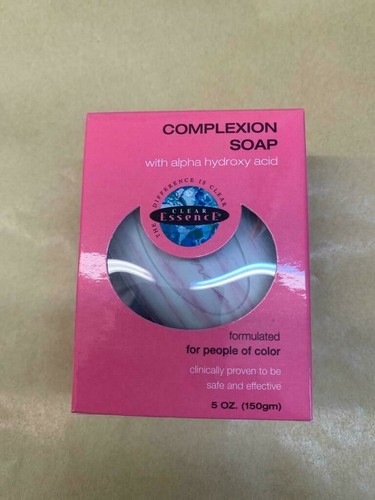 COMPLEXION
SOAP
with alpha hydroxy acid
THE DIFFERENCE IS CLEAR
CLEAR
EssencE®
formulated
for people of color
clinically proven to be
safe and effective
5 OZ. (150gm)